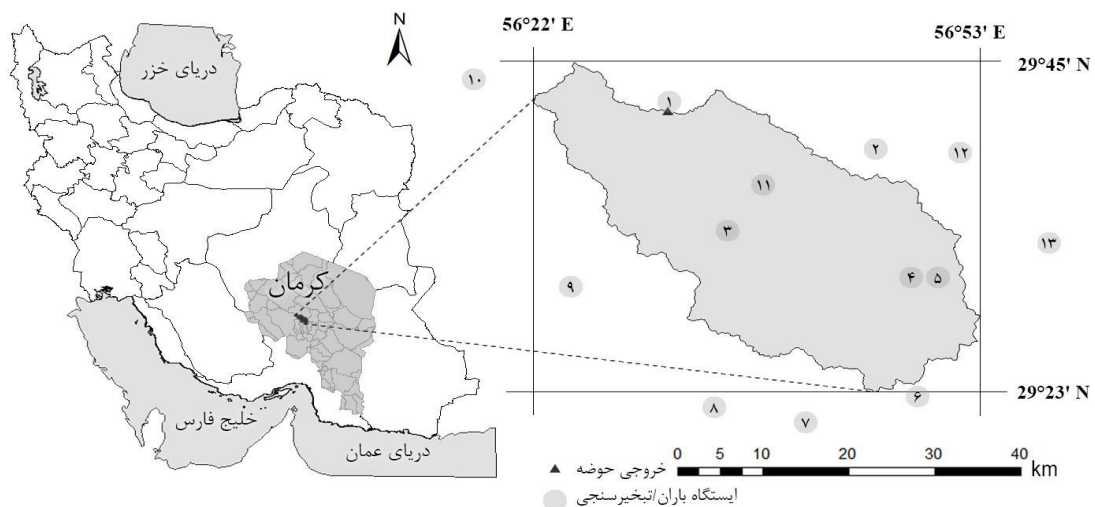 N
دریای خزر
کرمان
خلیج فارس
دریای عمان
56°22' E
56°53' E
29°45' N
29°23' N
۱۰
۱
۲
۱۲
۱۱
۳
۱۳
۴
۵
۹
۶
۸
۷
خروجی حوضه
ایستگاه باران/تبخیرسنجی
0 5 10 20 30 40
km